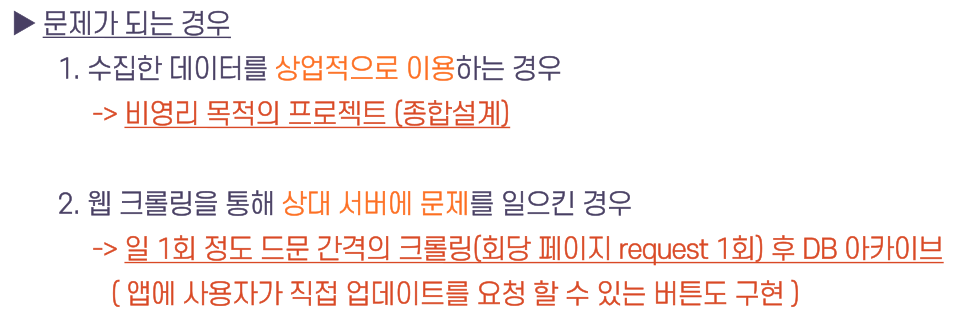 ▶ 문제가 되는 경우
1. 수집한 데이터를 상업적으로 이용하는 경우
-> 비영리 목적의 프로젝트 (종합설계)
2. 웹 크롤링을 통해 상대 서버에 문제를 일으킨 경우
-> 일 1회 정도 드문 간격의 크롤링(회당 페이지 request 1회) 후 DB 아카이브
( 앱에 사용자가 직접 업데이트를 요청 할 수 있는 버튼도 구현 )